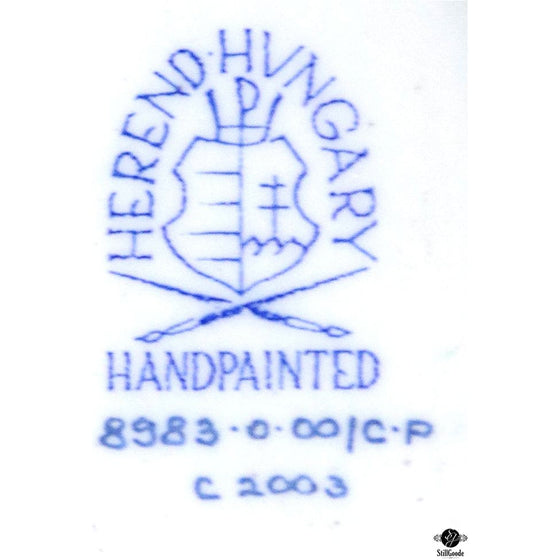 HEREND·HVNGARY
P
HANDPAINTED
8983·0·00/C·P
C 2003
StillGoode